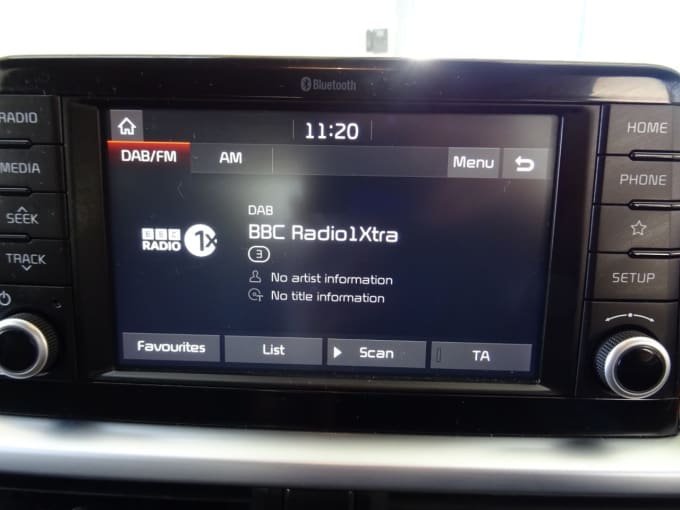 Bluetooth
RADIO
MEDIA
SEEK
TRACK
11:20
DAB/FM AM Menu
DAB
BBC Radio1Xtra
3
BBC
RADIO 1X
No artist information
No title information
Favourites List Scan TA
HOME
PHONE
SETUP